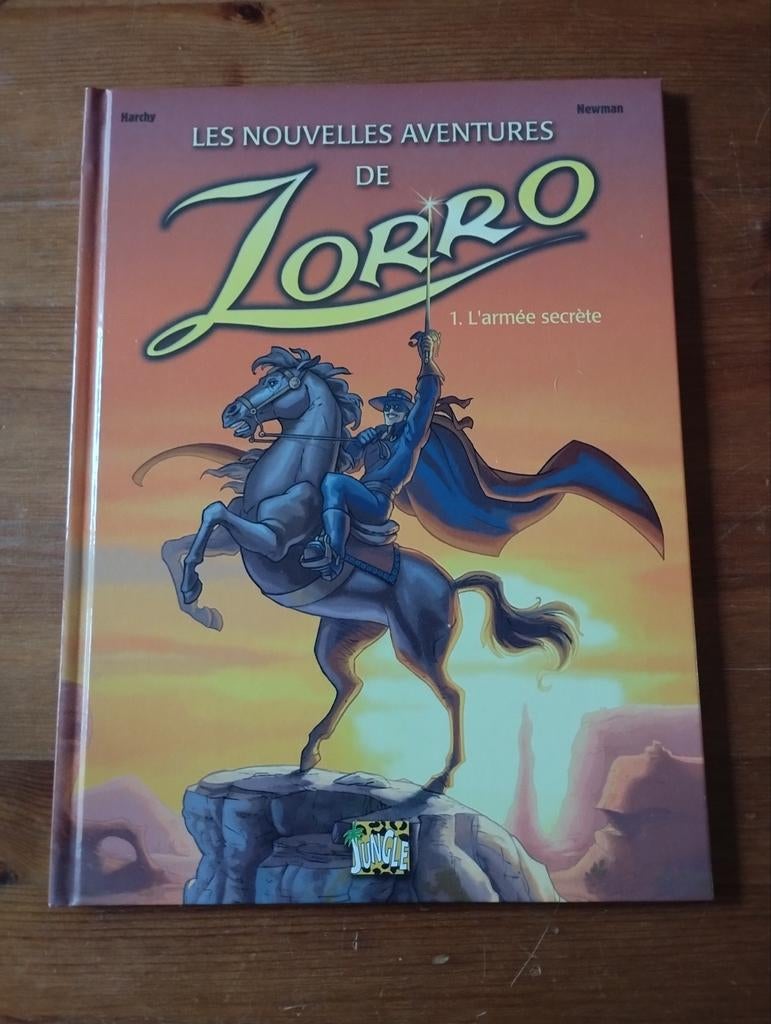 Harchy
Newman
LES NOUVELLES AVENTURES
DE
ZORRO
1. L'armée secrète
JUNGLE